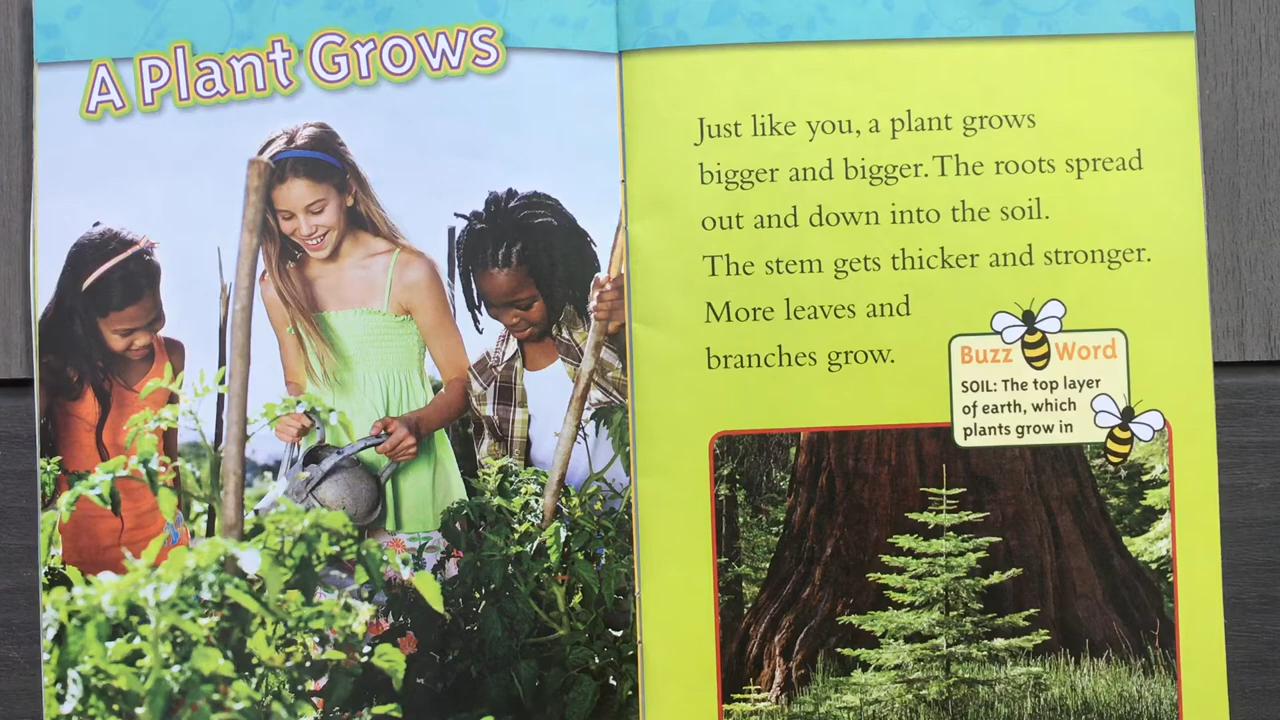 A Plant Grows
Just like you, a plant grows
bigger and bigger. The roots spread
out and down into the soil.
The stem gets thicker and stronger.
More leaves and
branches grow.
Buzz Word
SOIL: The top layer
of earth, which
plants grow in